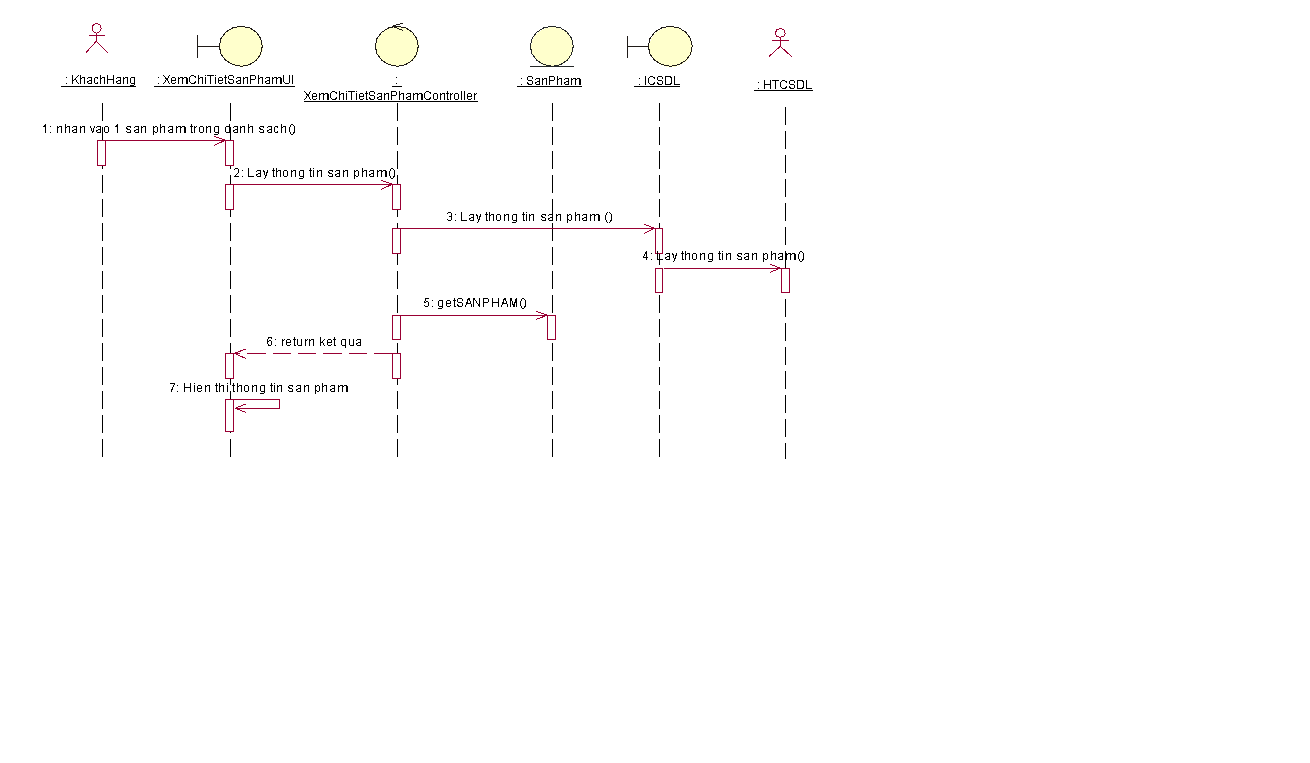 : KhachHang
: XemChiTietSanPhamUI
:
XemChiTietSanPhamController
: SanPham
: ICSDL
: HTCSDL
1: nhan vao 1 san pham trong danh sach()
2: Lay thong tin san pham()
3: Lay thong tin san pham ()
4: Lay thong tin san pham()
5: getSANPHAM()
6: return ket qua
7: Hien thi thong tin san pham